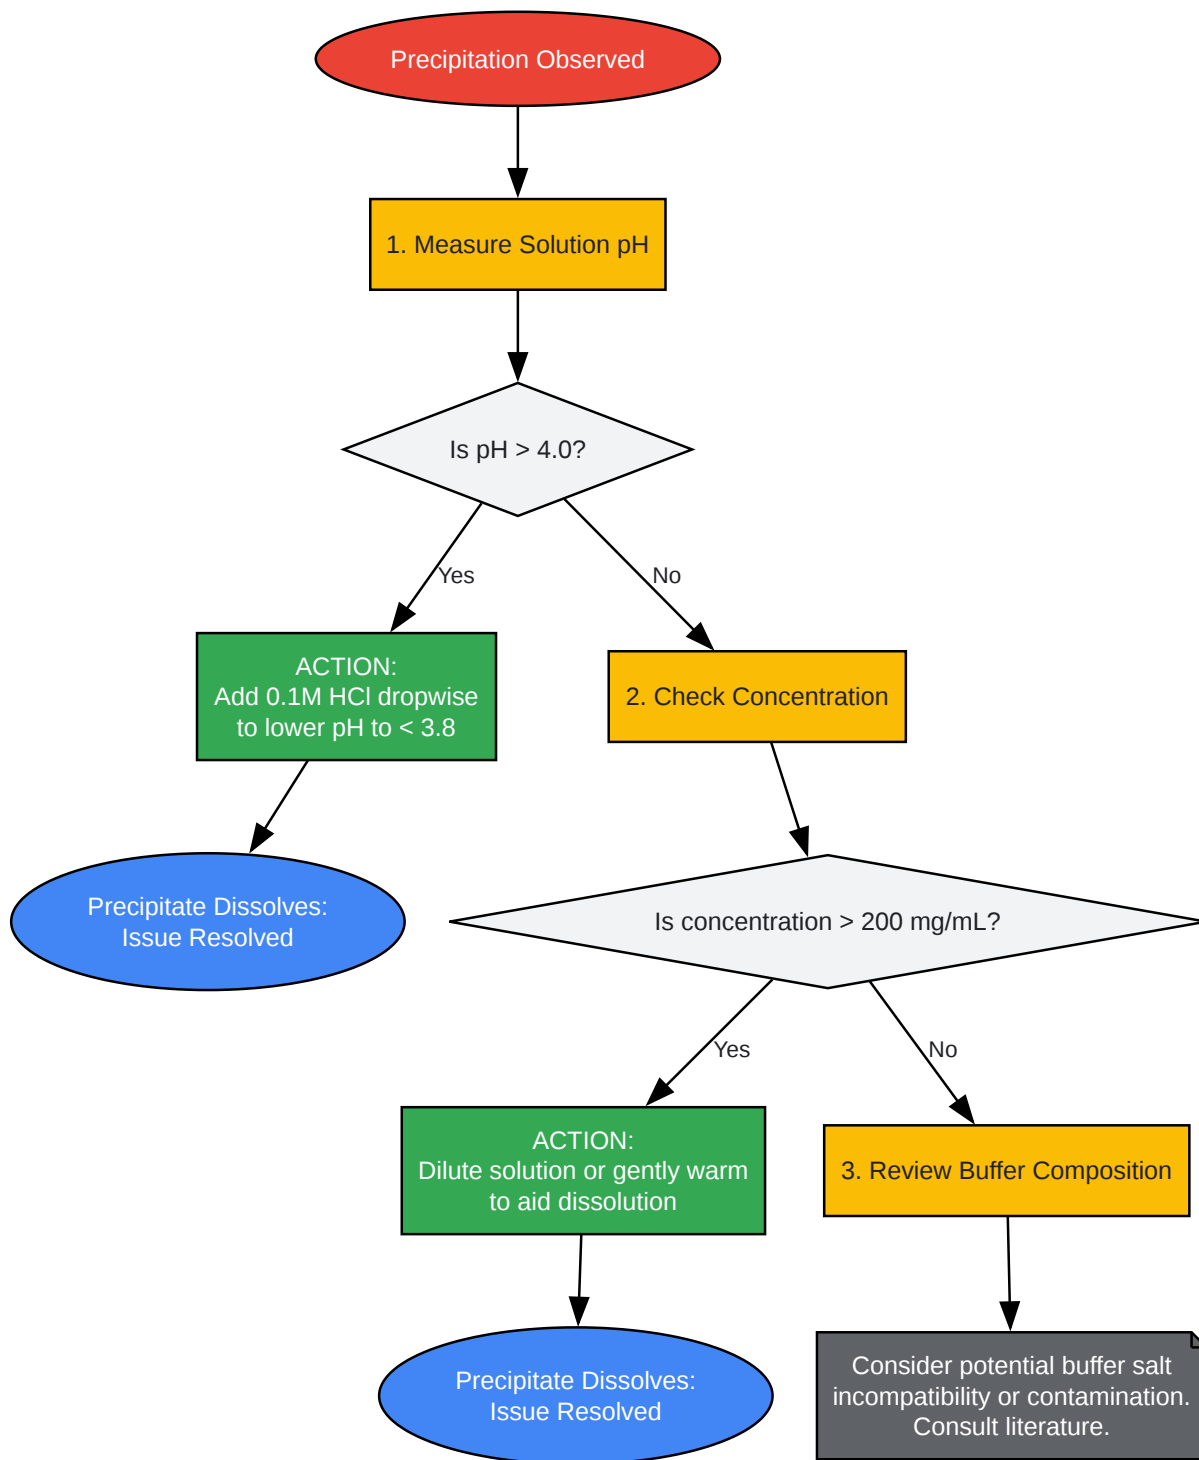 Precipitation Observed
1. Measure Solution pH
Is pH > 4.0?
Yes
No
ACTION:
Add 0.1M HCl dropwise
to lower pH to < 3.8
2. Check Concentration
Precipitate Dissolves:
Issue Resolved
Is concentration > 200 mg/mL?
Yes
No
ACTION:
Dilute solution or gently warm
to aid dissolution
3. Review Buffer Composition
Precipitate Dissolves:
Issue Resolved
Consider potential buffer salt
incompatibility or contamination.
Consult literature.